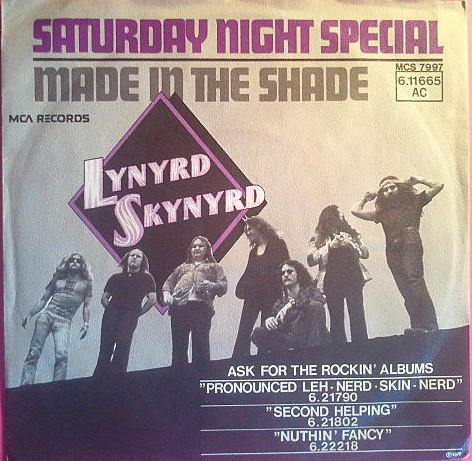 SATURDAY NIGHT SPECIAL
MADE IN THE SHADE
MCS 7997
6.11665
AC
MCA RECORDS
LYNYRD
SKYNYRD
ASK FOR THE ROCKIN' ALBUMS
"PRONOUNCED LEH-NERD-SKIN-NERD"
6.21790
"SECOND HELPING"
6.21802
"NUTHIN' FANCY"
6.22218